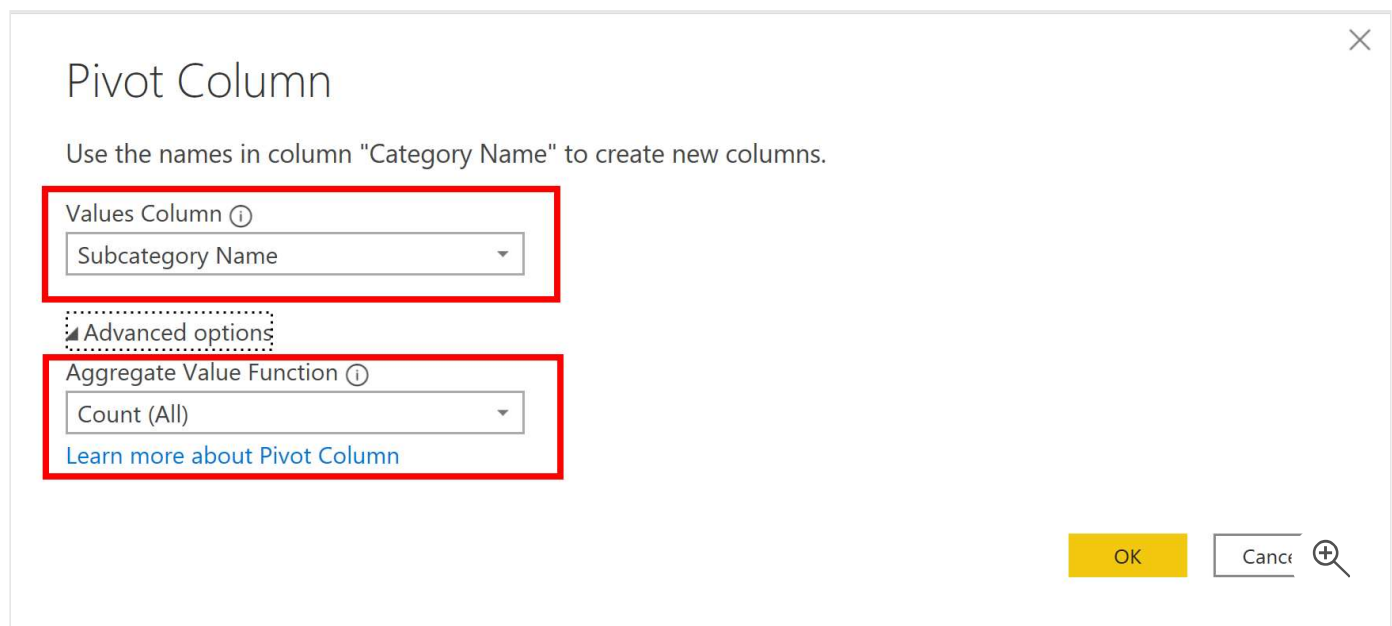 Pivot Column
Use the names in column "Category Name" to create new columns.
Values Column
Subcategory Name
Advanced options
Aggregate Value Function
Count (All)
Learn more about Pivot Column
OK
Canc